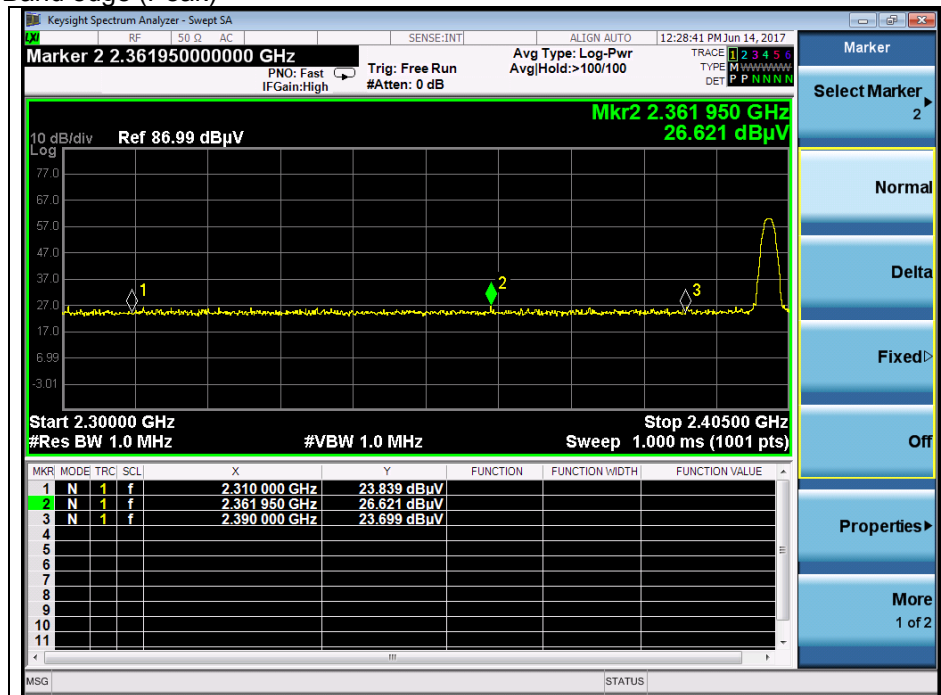 Band edge (Peak)
Keysight Spectrum Analyzer - Swept SA
LXI RF 50 Ω AC SENSE:INT ALIGN AUTO 12:28:41 PM Jun 14, 2017
Marker 2 2.361950000000 GHz
PNO: Fast
IFGain:High
Trig: Free Run
#Atten: 0 dB
Avg Type: Log-Pwr
Avg|Hold:>100/100
TRACE 1 2 3 4 5 6
TYPE M WWWWW
DET P P N N N N
Mkr2 2.361 950 GHz
26.621 dBµV
10 dB/div Ref 86.99 dBµV
Log
77.0
67.0
57.0
47.0
37.0
27.0
17.0
6.99
-3.01
1
2
3
Start 2.30000 GHz Stop 2.40500 GHz
#Res BW 1.0 MHz #VBW 1.0 MHz Sweep 1.000 ms (1001 pts)
MKR MODE TRC SCL X Y FUNCTION FUNCTION WIDTH FUNCTION VALUE
1 N 1 f 2.310 000 GHz 23.839 dBµV
2 N 1 f 2.361 950 GHz 26.621 dBµV
3 N 1 f 2.390 000 GHz 23.699 dBµV
4
5
6
7
8
9
10
11
MSG STATUS
Marker
Select Marker
2
Normal
Delta
Fixed
Off
Properties
More
1 of 2